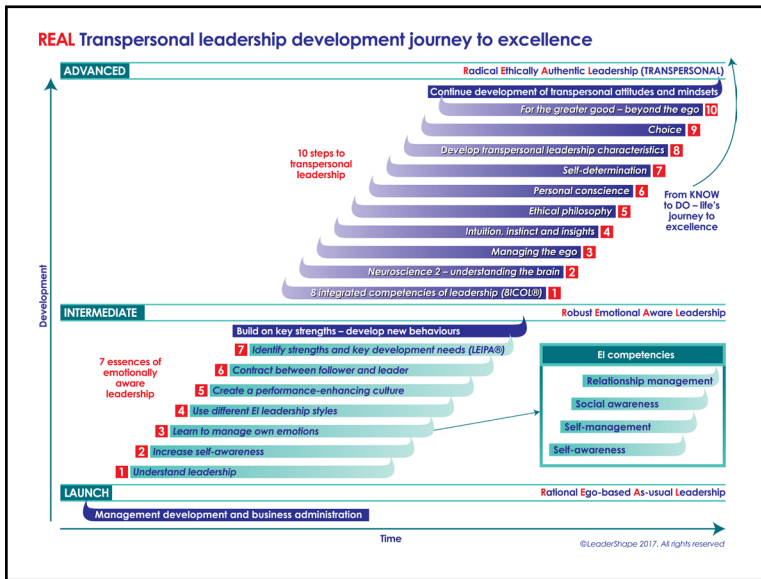 REAL Transpersonal leadership development journey to excellence
ADVANCED
Radical Ethically Authentic Leadership (TRANSPERSONAL)
Continue development of transpersonal attitudes and mindsets
For the greater good – beyond the ego 10
Choice 9
Develop transpersonal leadership characteristics 8
Self-determination 7
Personal conscience 6
Ethical philosophy 5
Intuition, instinct and insights 4
Managing the ego 3
Neuroscience 2 – understanding the brain 2
8 integrated competencies of leadership (8ICOL®) 1
10 steps to
transpersonal
leadership
From KNOW
to DO – life's
journey to
excellence
Development
INTERMEDIATE
Robust Emotional Aware Leadership
Build on key strengths – develop new behaviours
7 Identify strengths and key development needs (LEIPA®)
6 Contract between follower and leader
5 Create a performance-enhancing culture
4 Use different EI leadership styles
3 Learn to manage own emotions
2 Increase self-awareness
1 Understand leadership
7 essences of
emotionally
aware
leadership
EI competencies
Relationship management
Social awareness
Self-management
Self-awareness
LAUNCH
Rational Ego-based As-usual Leadership
Management development and business administration
Time
©LeaderShape 2017. All rights reserved